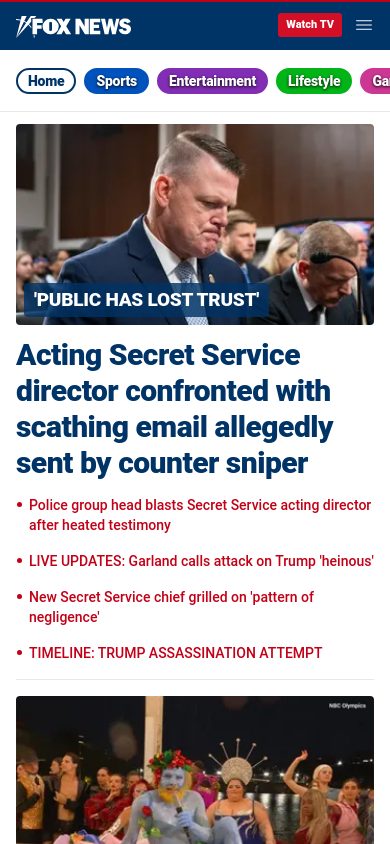 FOX NEWS
Watch TV
Home
Sports
Entertainment
Lifestyle
'PUBLIC HAS LOST TRUST'
Acting Secret Service
director confronted with
scathing email allegedly
sent by counter sniper
• Police group head blasts Secret Service acting director
after heated testimony
• LIVE UPDATES: Garland calls attack on Trump 'heinous'
• New Secret Service chief grilled on 'pattern of
negligence'
• TIMELINE: TRUMP ASSASSINATION ATTEMPT
NBC Olympics